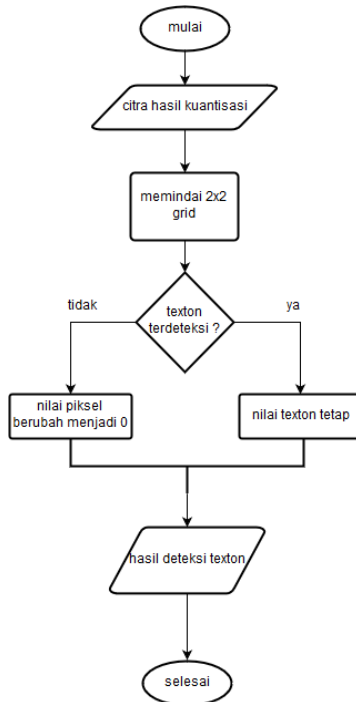 mulai
citra hasil kuantisasi
memindai 2x2
grid
tidak
texton
terdeteksi ?
ya
nilai piksel
berubah menjadi 0
nilai texton tetap
hasil deteksi texton
selesai